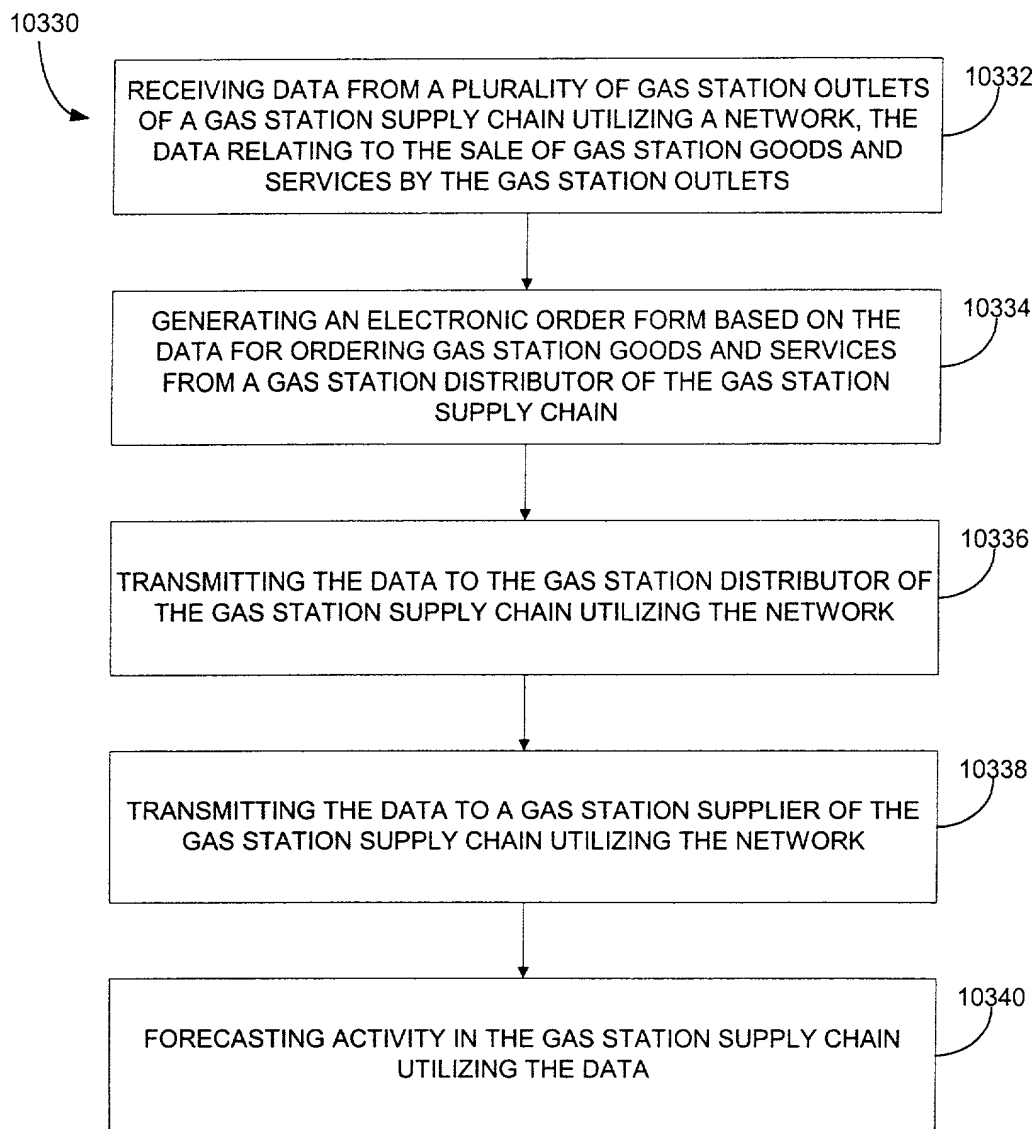 10330
10332
RECEIVING DATA FROM A PLURALITY OF GAS STATION OUTLETS
OF A GAS STATION SUPPLY CHAIN UTILIZING A NETWORK, THE
DATA RELATING TO THE SALE OF GAS STATION GOODS AND
SERVICES BY THE GAS STATION OUTLETS
10334
GENERATING AN ELECTRONIC ORDER FORM BASED ON THE
DATA FOR ORDERING GAS STATION GOODS AND SERVICES
FROM A GAS STATION DISTRIBUTOR OF THE GAS STATION
SUPPLY CHAIN
10336
TRANSMITTING THE DATA TO THE GAS STATION DISTRIBUTOR OF
THE GAS STATION SUPPLY CHAIN UTILIZING THE NETWORK
10338
TRANSMITTING THE DATA TO A GAS STATION SUPPLIER OF THE
GAS STATION SUPPLY CHAIN UTILIZING THE NETWORK
10340
FORECASTING ACTIVITY IN THE GAS STATION SUPPLY CHAIN
UTILIZING THE DATA